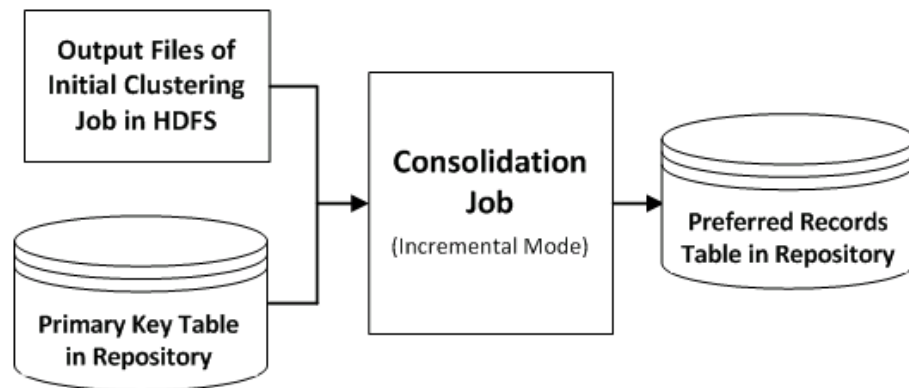 Output Files of
Initial Clustering
Job in HDFS
Primary Key Table
in Repository
Consolidation
Job
(Incremental Mode)
Preferred Records
Table in Repository